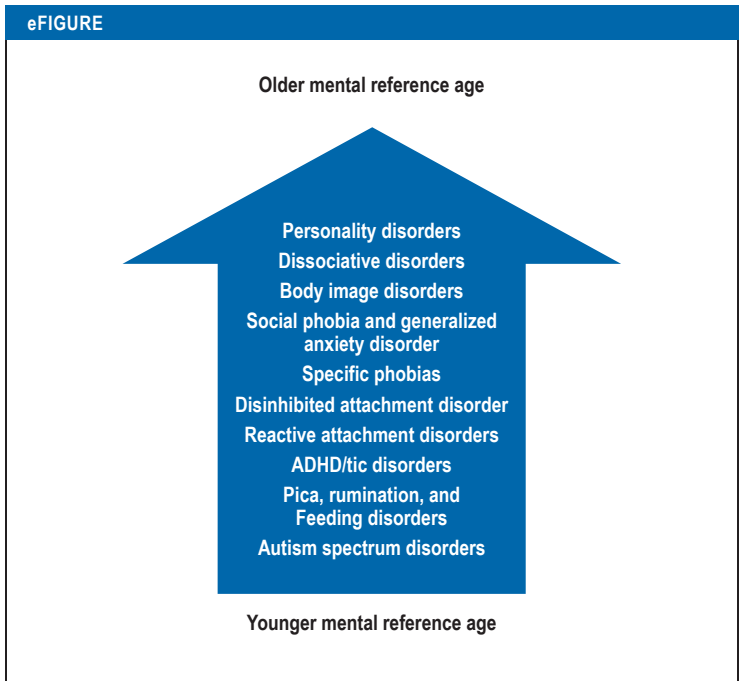 eFIGURE
Older mental reference age
Personality disorders
Dissociative disorders
Body image disorders
Social phobia and generalized
anxiety disorder
Specific phobias
Disinhibited attachment disorder
Reactive attachment disorders
ADHD/tic disorders
Pica, rumination, and
Feeding disorders
Autism spectrum disorders
Younger mental reference age